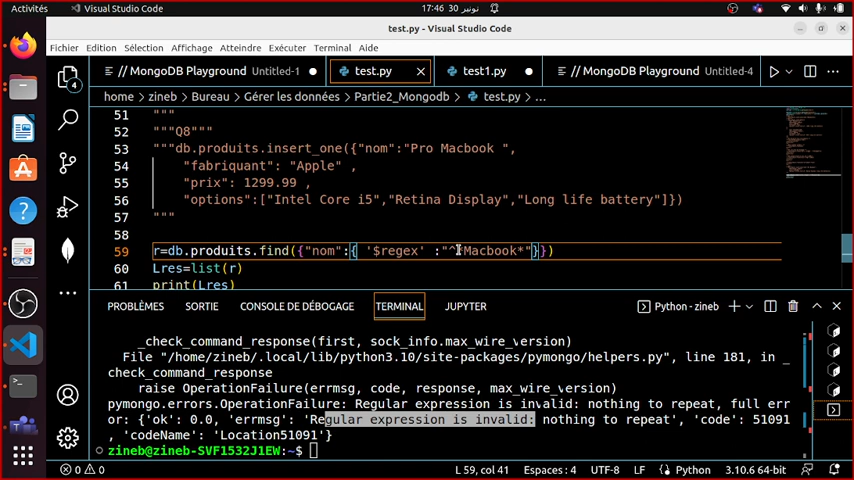 Activités
Visual Studio Code
17:46 30 نونبر
test.py - Visual Studio Code
Fichier Edition Sélection Affichage Atteindre Exécuter Terminal Aide
// MongoDB Playground Untitled-1
test.py
test1.py
// MongoDB Playground Untitled-4
home > zineb > Bureau > Gérer les données > Partie2_Mongodb > test.py > ...
51 """
52 """Q8"""
53 """db.produits.insert_one({"nom":"Pro Macbook ",
54 "fabriquant": "Apple" ,
55 "prix": 1299.99 ,
56 "options":["Intel Core i5","Retina Display","Long life battery"]})
57 """
58
59 r=db.produits.find({"nom":{ '$regex' :"^*Macbook*"}})
60 Lres=list(r)
61 print(Lres)
PROBLÈMES SORTIE CONSOLE DE DÉBOGAGE TERMINAL JUPYTER
Python - zineb
_check_command_response(first, sock_info.max_wire_version)
File "/home/zineb/.local/lib/python3.10/site-packages/pymongo/helpers.py", line 181, in _
check_command_response
raise OperationFailure(errmsg, code, response, max_wire_version)
pymongo.errors.OperationFailure: Regular expression is invalid: nothing to repeat, full err
or: {'ok': 0.0, 'errmsg': 'Regular expression is invalid: nothing to repeat', 'code': 51091
, 'codeName': 'Location51091'}
zineb@zineb-SVF1532J1EW:~$
4
0 0 L 59, col 41 Espaces : 4 UTF-8 LF Python 3.10.6 64-bit